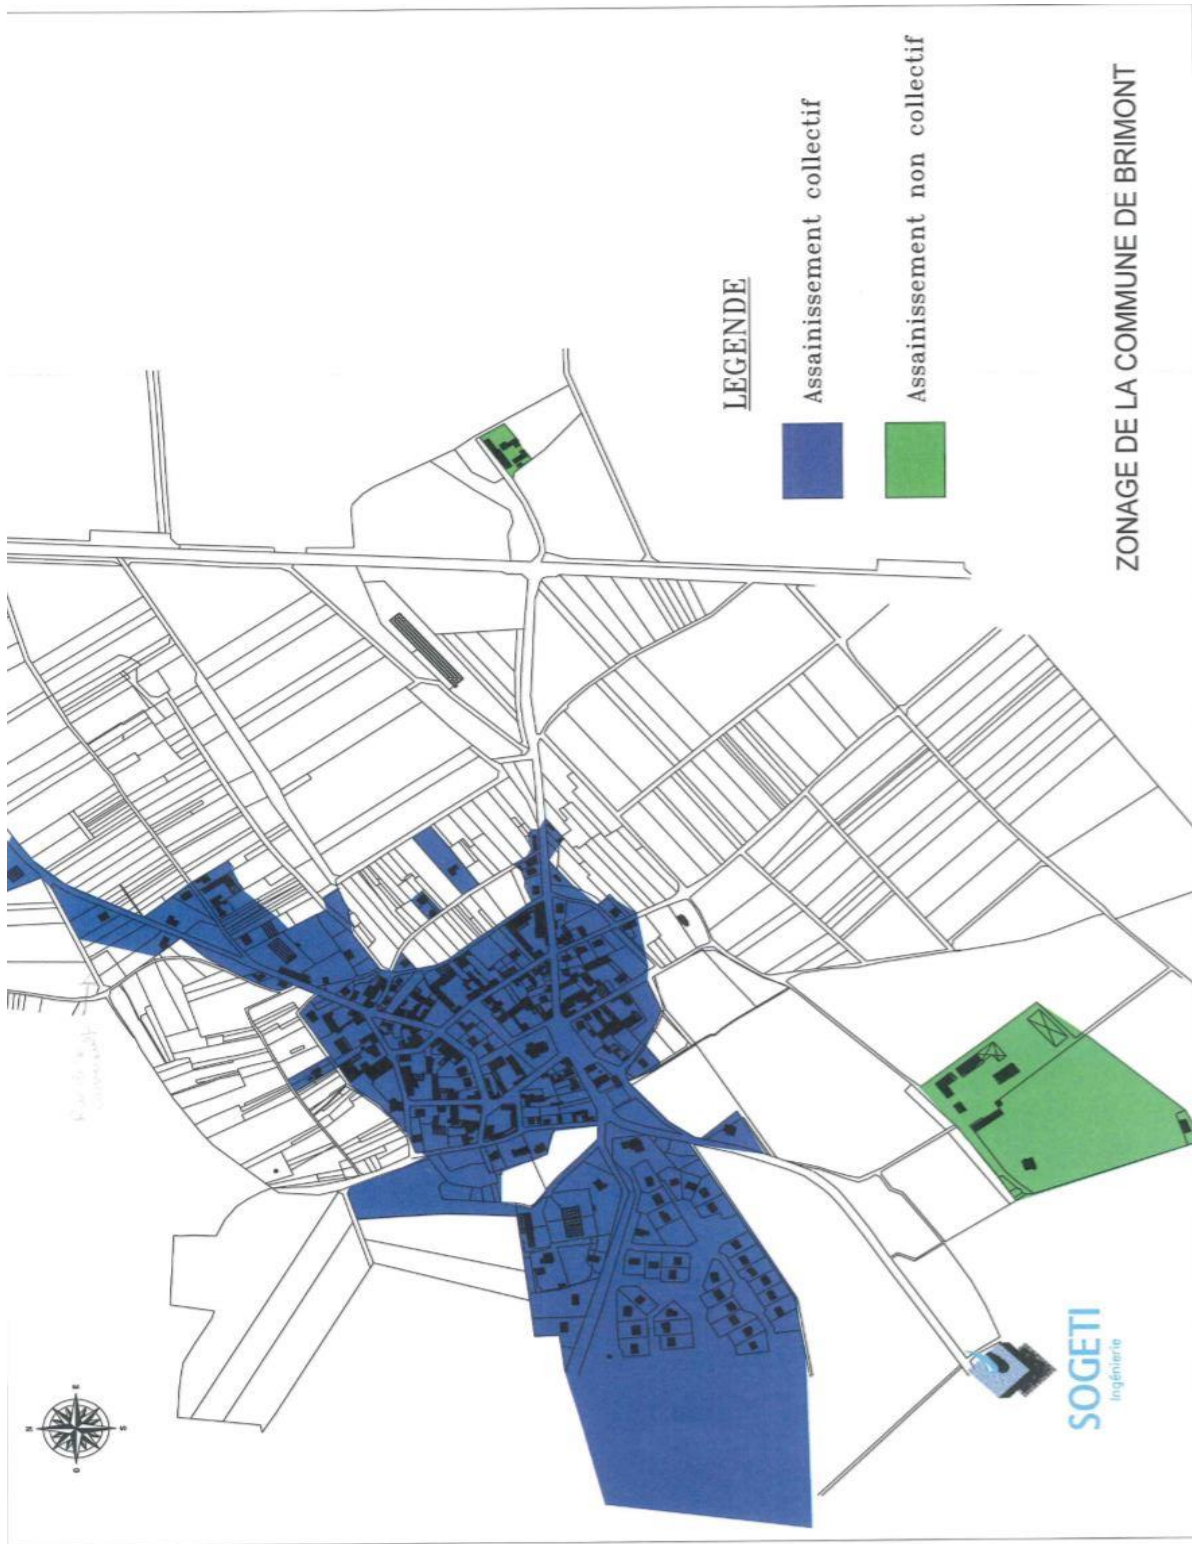 N
E
S
O
LEGENDE
Assainissement collectif
Assainissement non collectif
ZONAGE DE LA COMMUNE DE BRIMONT
SOGETI
Ingénierie